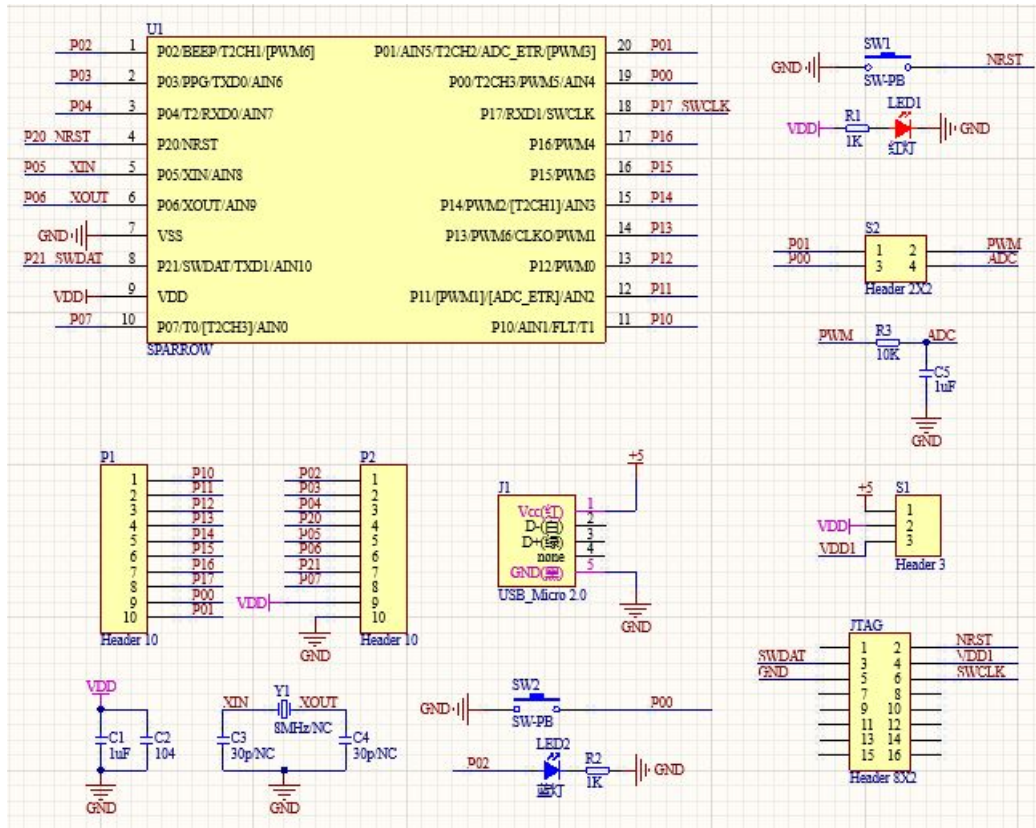 U1
P02 1 P02/BEEP/T2CH1/[PWM6] P01/AIN5/T2CH2/ADC_ETR/[PWM3] 20 P01
P03 2 P03/PPG/TXD0/AIN6 P00/T2CH3/PWM5/AIN4 19 P00
P04 3 P04/T2/RXD0/AIN7 P17/RXD1/SWCLK 18 P17 SWCLK
P20 NRST 4 P20/NRST P16/PWM4 17 P16
P05 XIN 5 P05/XIN/AIN8 P15/PWM3 16 P15
P06 XOUT 6 P06/XOUT/AIN9 P14/PWM2/[T2CH1]/AIN3 15 P14
GND 7 VSS P13/PWM6/CLKO/PWM1 14 P13
P21 SWDAT 8 P21/SWDAT/TXD1/AIN10 P12/PWM0 13 P12
VDD 9 VDD P11/[PWM1]/[ADC_ETR]/AIN2 12 P11
P07 10 P07/T0/[T2CH3]/AIN0 P10/AIN1/FLT/T1 11 P10
SPARROW
SW1
GND SW-PB NRST
LED1
VDD R1 1K 红灯 GND
S2
P01 1 2 PWM
P00 3 4 ADC
Header 2X2
PWM R3 ADC
10K
C5
1uF
GND
P1
1 P10
2 P11
3 P12
4 P13
5 P14
6 P15
7 P16
8 P17
9 P00
10 P01
Header 10
P2
P02 1
P03 2
P04 3
P20 4
P05 5
P06 6
P21 7
P07 8
VDD 9
10
GND
Header 10
+5
J1
Vcc(红) 1
D-(白) 2
D+(绿) 3
none 4
GND(黑) 5
USB_Micro 2.0
GND
S1
+5 1
VDD 2
VDD1 3
Header 3
JTAG
1 2 NRST
SWDAT 3 4 VDD1
GND 5 6 SWCLK
7 8
9 10
11 12
13 14
15 16
Header 8X2
VDD
C1 C2
1uF 104
GND
XIN Y1 XOUT
8MHz/NC
C3 C4
30p/NC 30p/NC
GND
SW2
GND SW-PB P00
LED2
P02 R2 GND
蓝灯 1K